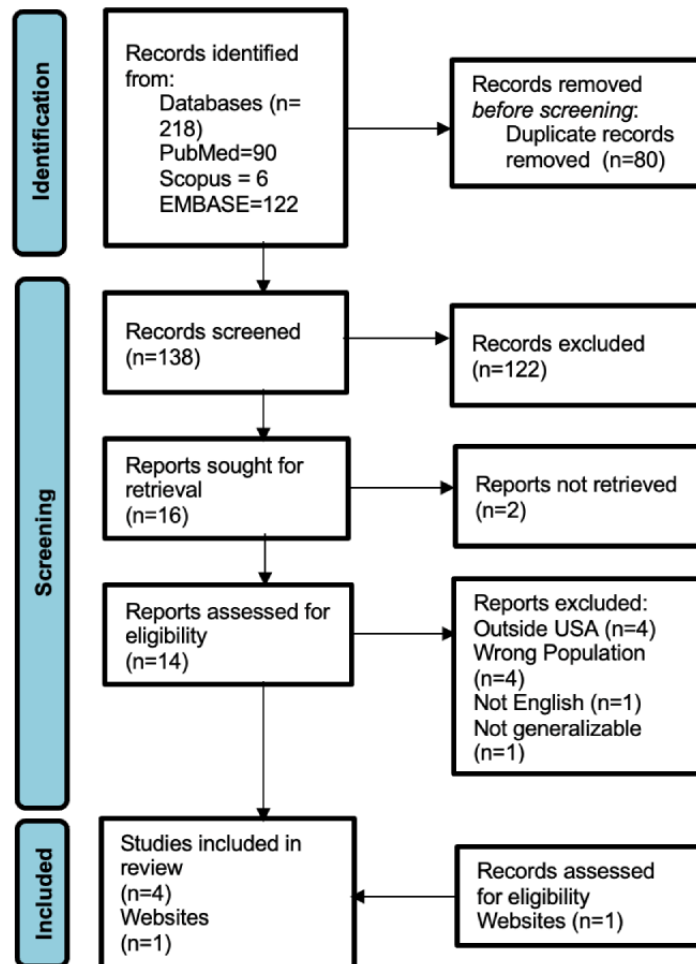 Identification
Records identified
from:
Databases (n=
218)
PubMed=90
Scopus = 6
EMBASE=122
Records removed
before screening:
Duplicate records
removed (n=80)
Screening
Records screened
(n=138)
Records excluded
(n=122)
Reports sought for
retrieval
(n=16)
Reports not retrieved
(n=2)
Reports assessed for
eligibility
(n=14)
Reports excluded:
Outside USA (n=4)
Wrong Population
(n=4)
Not English (n=1)
Not generalizable
(n=1)
Included
Studies included in
review
(n=4)
Websites
(n=1)
Records assessed
for eligibility
Websites (n=1)